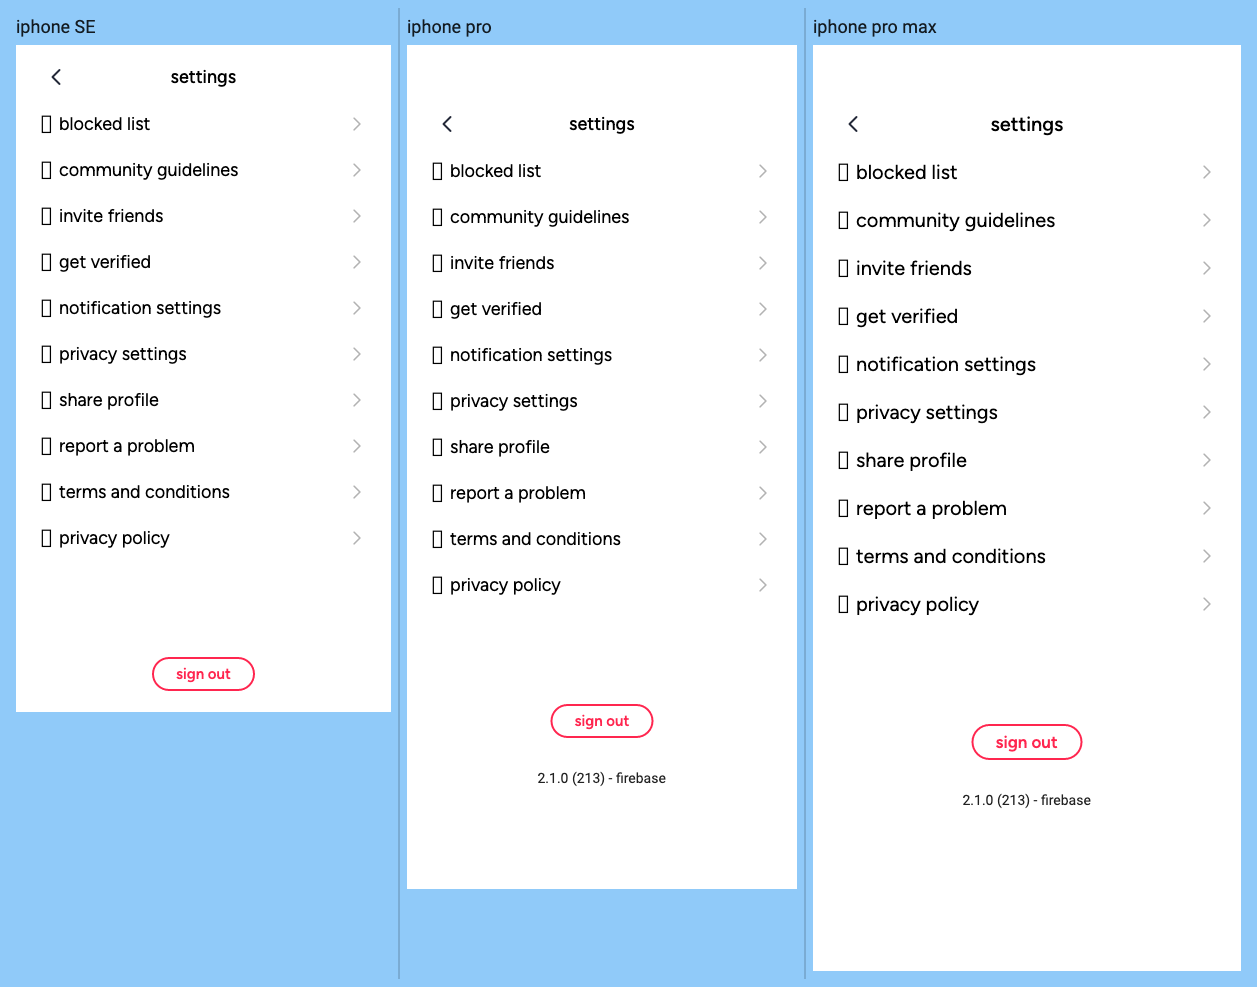 iphone SE
settings
blocked list
community guidelines
invite friends
get verified
notification settings
privacy settings
share profile
report a problem
terms and conditions
privacy policy
sign out
iphone pro
settings
blocked list
community guidelines
invite friends
get verified
notification settings
privacy settings
share profile
report a problem
terms and conditions
privacy policy
sign out
2.1.0 (213) - firebase
iphone pro max
settings
blocked list
community guidelines
invite friends
get verified
notification settings
privacy settings
share profile
report a problem
terms and conditions
privacy policy
sign out
2.1.0 (213) - firebase